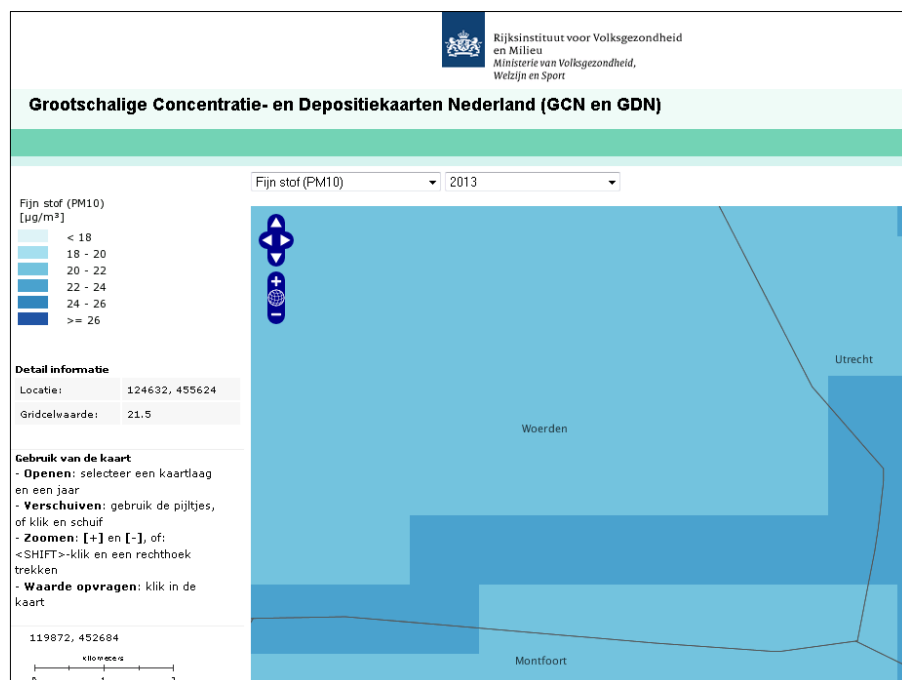 Rijksinstituut voor Volksgezondheid
en Milieu
Ministerie van Volksgezondheid,
Welzijn en Sport
Grootschalige Concentratie- en Depositiekaarten Nederland (GCN en GDN)
Fijn stof (PM10)
2013
Fijn stof (PM10)
[µg/m³]
< 18
18 - 20
20 - 22
22 - 24
24 - 26
>= 26
Detail informatie
Locatie: 124632, 455624
Gridcelwaarde: 21.5
Gebruik van de kaart
- Openen: selecteer een kaartlaag
en een jaar
- Verschuiven: gebruik de pijltjes,
of klik en schuif
- Zoomen: [+] en [-], of:
<SHIFT>-klik en een rechthoek
trekken
- Waarde opvragen: klik in de
kaart
119872, 452684
kilometers
Utrecht
Woerden
Montfoort